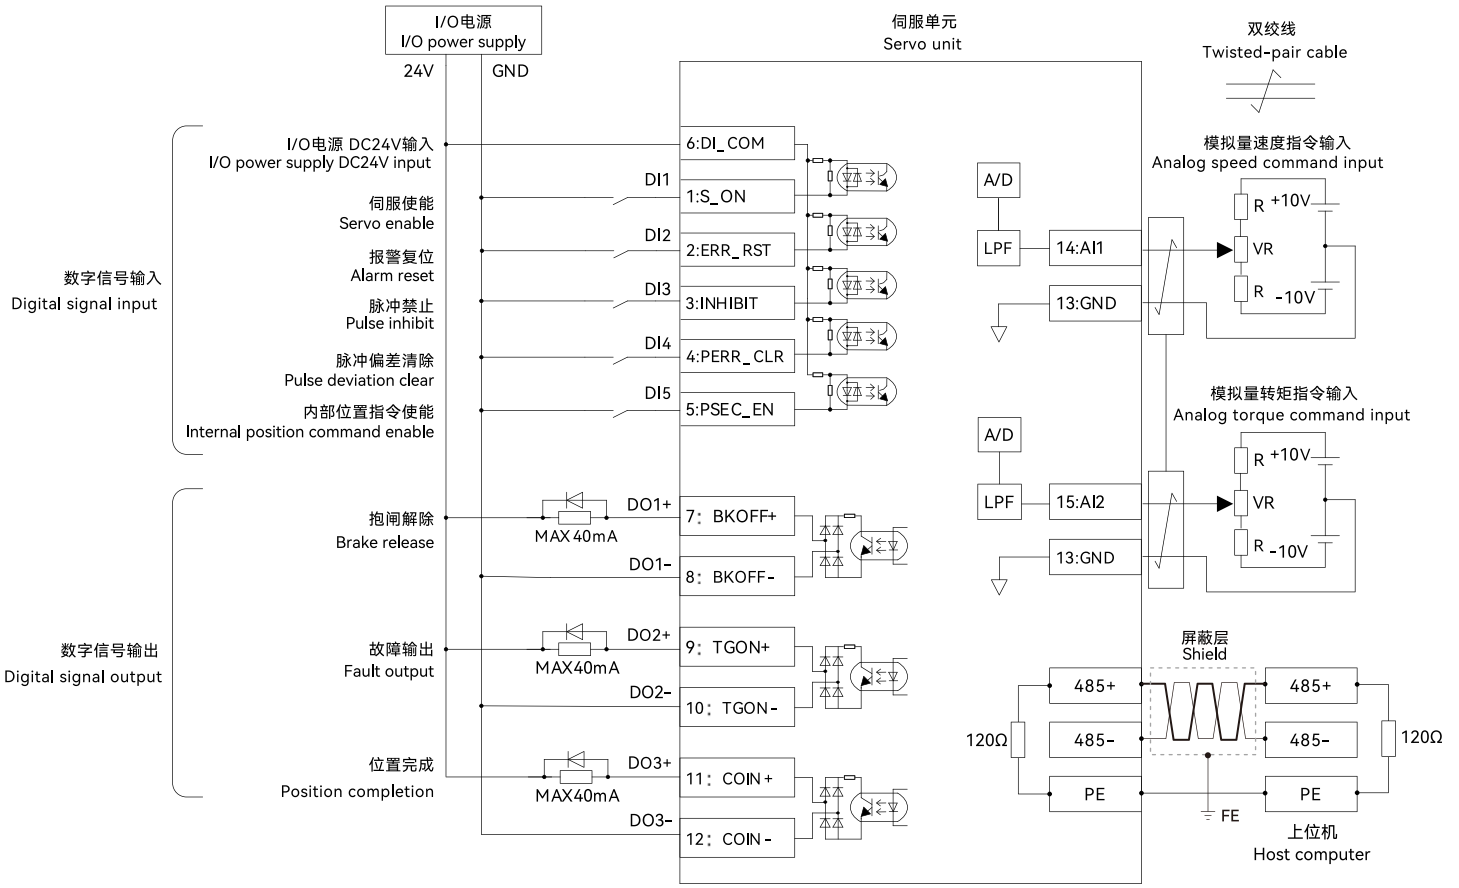 I/O电源
I/O power supply
24V
GND
伺服单元
Servo unit
双绞线
Twisted-pair cable
数字信号输入
Digital signal input
I/O电源 DC24V输入
I/O power supply DC24V input
6:DI_COM
伺服使能
Servo enable
DI1
1:S_ON
报警复位
Alarm reset
DI2
2:ERR_RST
脉冲禁止
Pulse inhibit
DI3
3:INHIBIT
脉冲偏差清除
Pulse deviation clear
DI4
4:PERR_CLR
内部位置指令使能
Internal position command enable
DI5
5:PSEC_EN
数字信号输出
Digital signal output
抱闸解除
Brake release
MAX 40mA
DO1+
7: BKOFF+
DO1-
8: BKOFF-
故障输出
Fault output
MAX40mA
DO2+
9: TGON+
DO2-
10: TGON-
位置完成
Position completion
MAX40mA
DO3+
11: COIN+
DO3-
12: COIN-
模拟量速度指令输入
Analog speed command input
A/D
LPF
14:AI1
13:GND
R
+10V
VR
R
-10V
模拟量转矩指令输入
Analog torque command input
A/D
LPF
15:AI2
13:GND
R
+10V
VR
R
-10V
屏蔽层
Shield
485+
485+
120Ω
485-
485-
120Ω
PE
PE
FE
上位机
Host computer